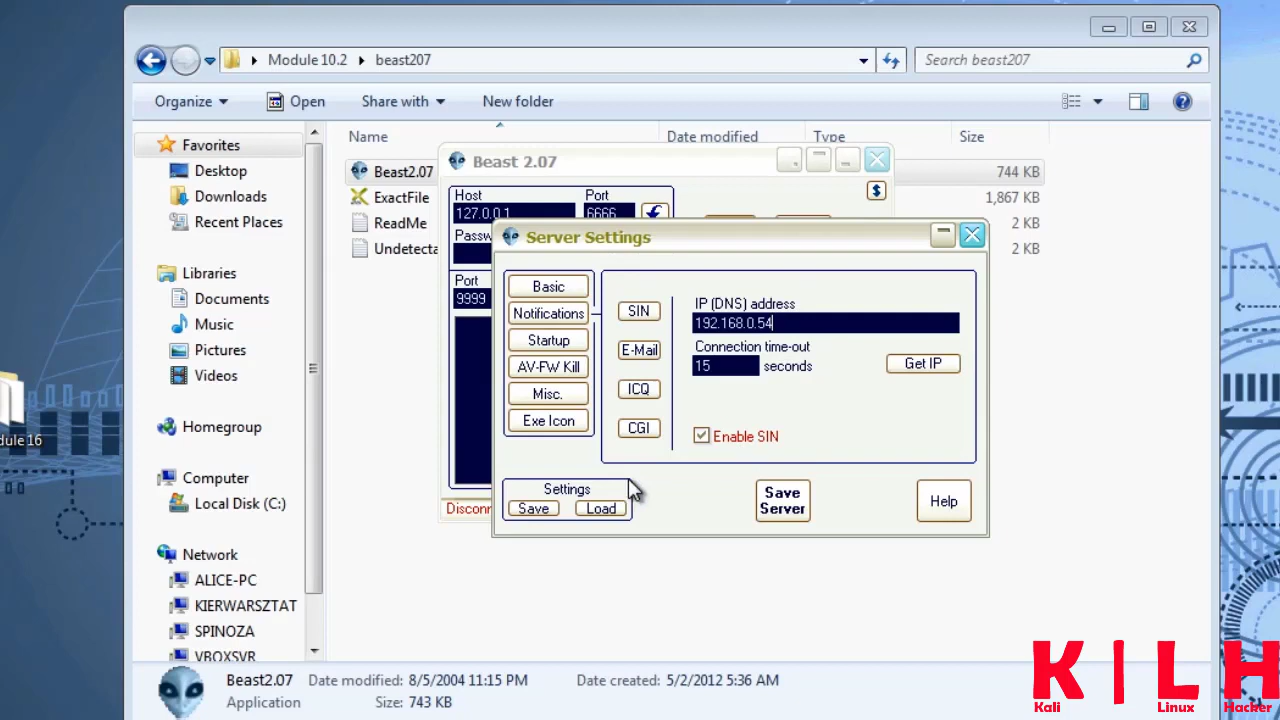 Module 10.2 beast207
Search beast207
Organize Open Share with New folder
Name Date modified Type Size
Favorites
Desktop
Downloads
Recent Places
Libraries
Documents
Music
Pictures
Videos
Homegroup
Computer
Local Disk (C:)
Network
ALICE-PC
KIERWARSZTAT
SPINOZA
VBOXSVR
Beast2.07 744 KB
ExactFile 1,867 KB
ReadMe 2 KB
Undetecta 2 KB
Beast 2.07
$
Host Port
127.0.0.1 6666
Passw
Port
9999
Disconn
Server Settings
Basic
Notifications
Startup
AV-FW Kill
Misc.
Exe Icon
SIN
E-Mail
ICQ
CGI
IP (DNS) address
192.168.0.54
Connection time-out
15 seconds
Get IP
Enable SIN
Settings
Save Load
Save
Server
Help
dule 16
Beast2.07 Date modified: 8/5/2004 11:15 PM Date created: 5/2/2012 5:36 AM
Application Size: 743 KB
K | L H
Kali Linux Hacker